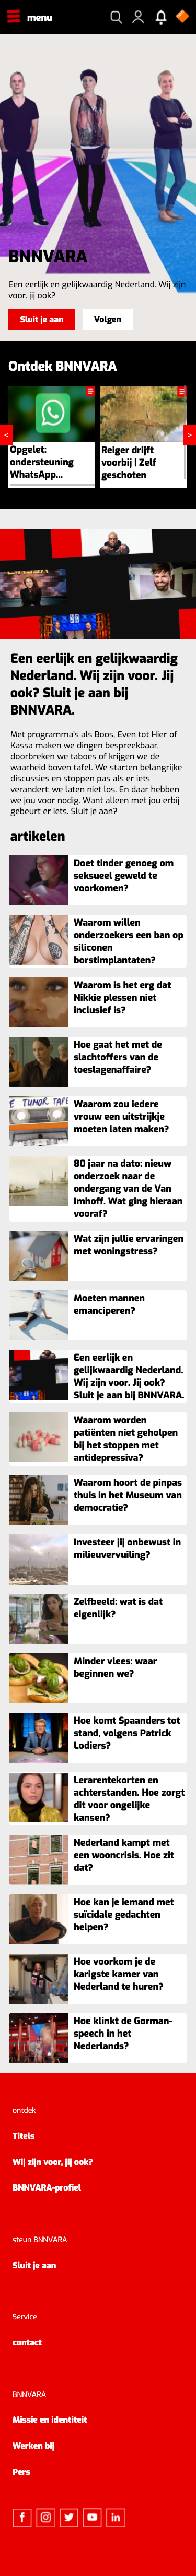 menu
BNNVARA
Een eerlijk en gelijkwaardig Nederland. Wij zijn
voor. jij ook?
Sluit je aan
Volgen
Ontdek BNNVARA
<
>
Opgelet:
ondersteuning
WhatsApp...
Reiger drijft
voorbij | Zelf
geschoten
Een eerlijk en gelijkwaardig
Nederland. Wij zijn voor. Jij
ook? Sluit je aan bij
BNNVARA.
Met programma's als Boos, Even tot Hier of
Kassa maken we dingen bespreekbaar,
doorbreken we taboes of krijgen we de
waarheid boven tafel. We starten belangrijke
discussies en stoppen pas als er iets
verandert: we laten niet los. En daar hebben
we jou voor nodig. Want alleen met jou erbij
gebeurt er iets. Sluit je aan?
artikelen
Doet tinder genoeg om
seksueel geweld te
voorkomen?
Waarom willen
onderzoekers een ban op
siliconen
borstimplantaten?
Waarom is het erg dat
Nikkie plessen niet
inclusief is?
Hoe gaat het met de
slachtoffers van de
toeslagenaffaire?
TUMOR TAPE
Waarom zou iedere
vrouw een uitstrijkje
moeten laten maken?
80 jaar na dato: nieuw
onderzoek naar de
ondergang van de Van
Imhoff. Wat ging hieraan
vooraf?
Wat zijn jullie ervaringen
met woningstress?
Moeten mannen
emanciperen?
Een eerlijk en
gelijkwaardig Nederland.
Wij zijn voor. Jij ook?
Sluit je aan bij BNNVARA.
Waarom worden
patiënten niet geholpen
bij het stoppen met
antidepressiva?
Waarom hoort de pinpas
thuis in het Museum van
democratie?
Investeer jij onbewust in
milieuvervuiling?
Zelfbeeld: wat is dat
eigenlijk?
Minder vlees: waar
beginnen we?
Hoe komt Spaanders tot
stand, volgens Patrick
Lodiers?
Lerarentekorten en
achterstanden. Hoe zorgt
dit voor ongelijke
kansen?
Nederland kampt met
een wooncrisis. Hoe zit
dat?
Hoe kan je iemand met
suïcidale gedachten
helpen?
Hoe voorkom je de
karigste kamer van
Nederland te huren?
Hoe klinkt de Gorman-
speech in het
Nederlands?
ontdek
Titels
Wij zijn voor, jij ook?
BNNVARA-profiel
steun BNNVARA
Sluit je aan
Service
contact
BNNVARA
Missie en identiteit
Werken bij
Pers